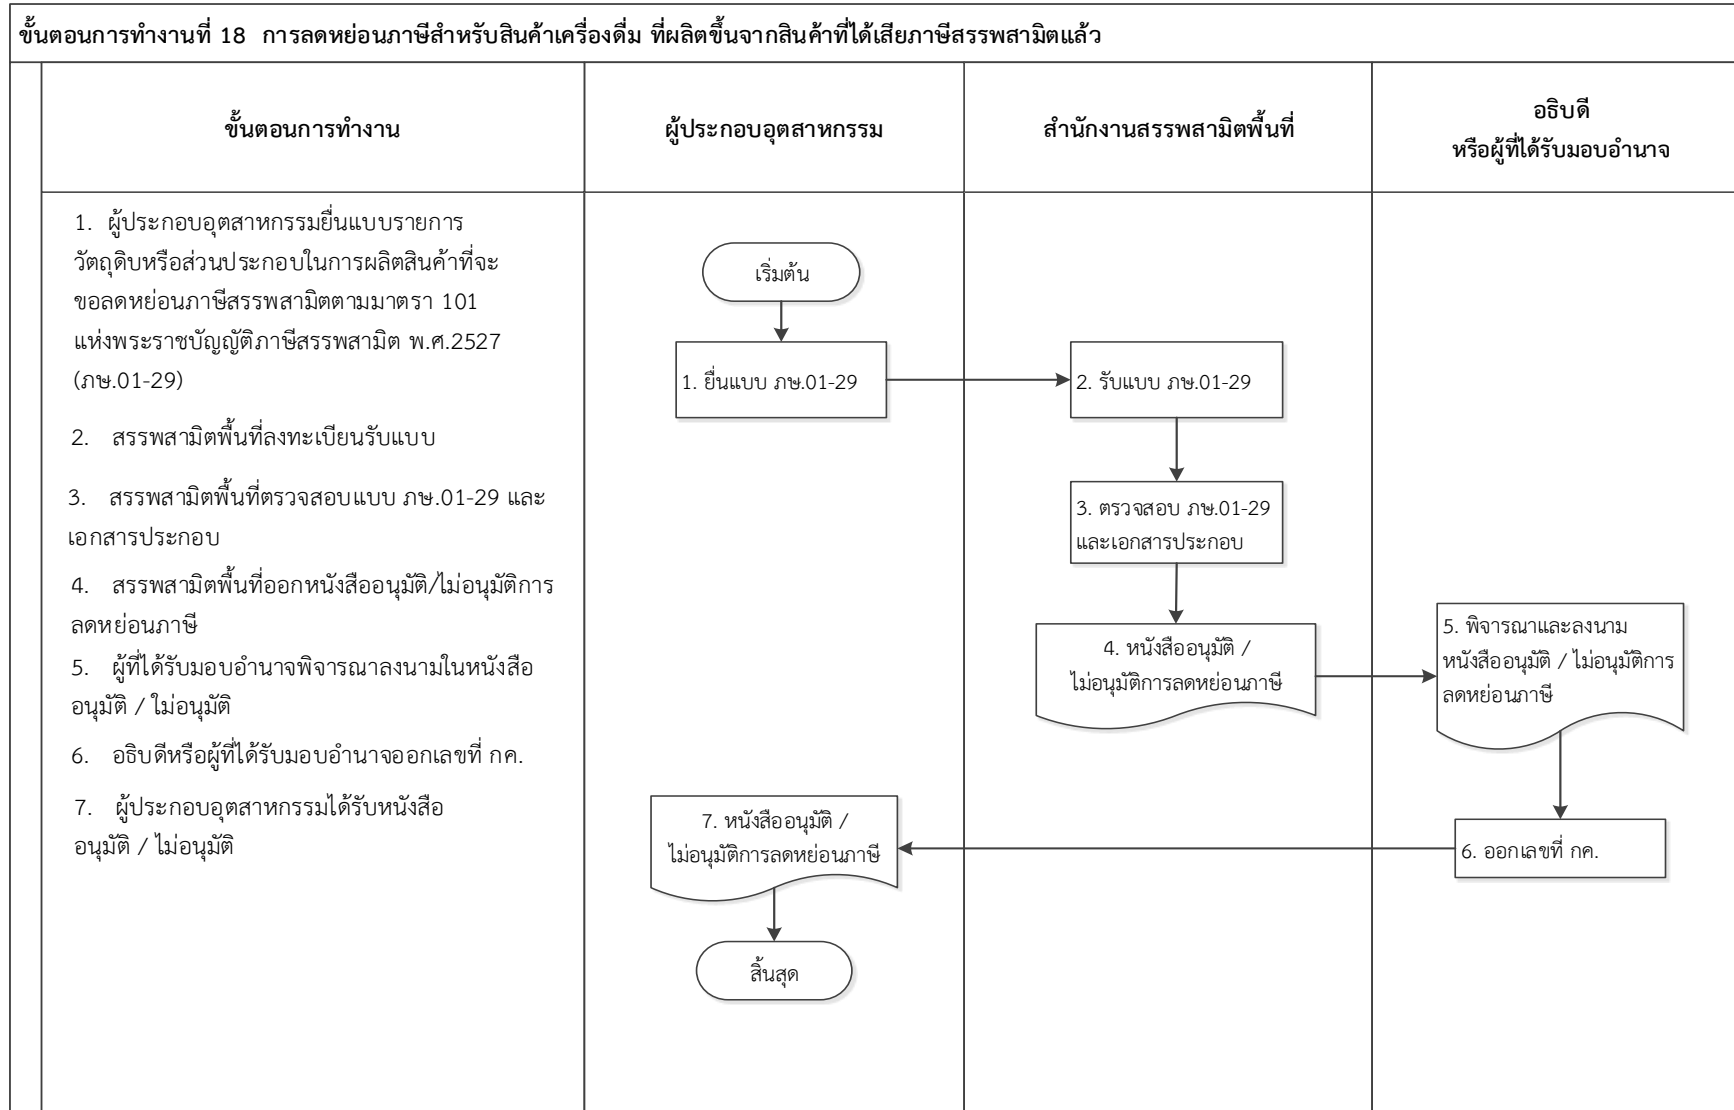 ขั้นตอนการทำงานที่ 18  การลดหย่อนภาษีสำหรับสินค้าเครื่องดื่ม ที่ผลิตขึ้นจากสินค้าที่ได้เสียภาษีสรรพสามิตแล้ว
ขั้นตอนการทำงาน
ผู้ประกอบอุตสาหกรรม
สำนักงานสรรพสามิตพื้นที่
อธิบดี
หรือผู้ที่ได้รับมอบอำนาจ
1. ผู้ประกอบอุตสาหกรรมยื่นแบบรายการ
วัตถุดิบหรือส่วนประกอบในการผลิตสินค้าที่จะ
ขอลดหย่อนภาษีสรรพสามิตตามมาตรา 101
แห่งพระราชบัญญัติภาษีสรรพสามิต พ.ศ.2527
(ภษ.01-29)
2. สรรพสามิตพื้นที่ลงทะเบียนรับแบบ
3. สรรพสามิตพื้นที่ตรวจสอบแบบ ภษ.01-29 และ
เอกสารประกอบ
4. สรรพสามิตพื้นที่ออกหนังสืออนุมัติ/ไม่อนุมัติการ
ลดหย่อนภาษี
5. ผู้ที่ได้รับมอบอำนาจพิจารณาลงนามในหนังสือ
อนุมัติ / ใม่อนุมัติ
6. อธิบดีหรือผู้ที่ได้รับมอบอำนาจออกเลขที่ กค.
7. ผู้ประกอบอุตสาหกรรมได้รับหนังสือ
อนุมัติ / ไม่อนุมัติ
เริ่มต้น
1. ยื่นแบบ ภษ.01-29
2. รับแบบ ภษ.01-29
3. ตรวจสอบ ภษ.01-29
และเอกสารประกอบ
4. หนังสืออนุมัติ /
ไม่อนุมัติการลดหย่อนภาษี
5. พิจารณาและลงนาม
หนังสืออนุมัติ / ไม่อนุมัติการ
ลดหย่อนภาษี
6. ออกเลขที่ กค.
7. หนังสืออนุมัติ /
ไม่อนุมัติการลดหย่อนภาษี
สิ้นสุด